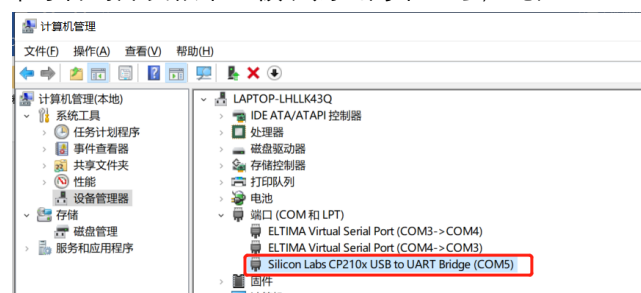 计算机管理
文件(F) 操作(A) 查看(V) 帮助(H)
计算机管理(本地)
系统工具
任务计划程序
事件查看器
共享文件夹
性能
设备管理器
存储
磁盘管理
服务和应用程序
LAPTOP-LHLLK43Q
IDE ATA/ATAPI 控制器
处理器
磁盘驱动器
存储控制器
打印队列
电池
端口 (COM 和 LPT)
ELTIMA Virtual Serial Port (COM3->COM4)
ELTIMA Virtual Serial Port (COM4->COM3)
Silicon Labs CP210x USB to UART Bridge (COM5)
固件